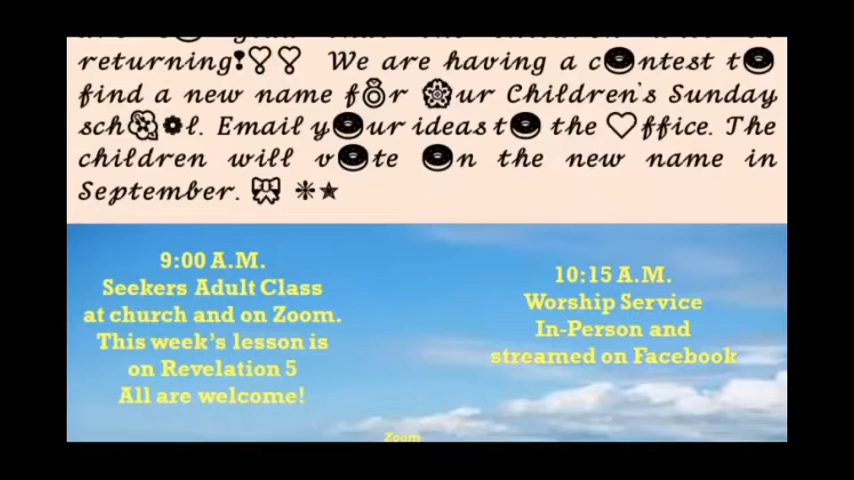 returning! We are having a contest to
find a new name for our Children's Sunday
school. Email your ideas to the office. The
children will vote on the new name in
September.
9:00 A.M.
Seekers Adult Class
at church and on Zoom.
This week's lesson is
on Revelation 5
All are welcome!
10:15 A.M.
Worship Service
In-Person and
streamed on Facebook
Zoom